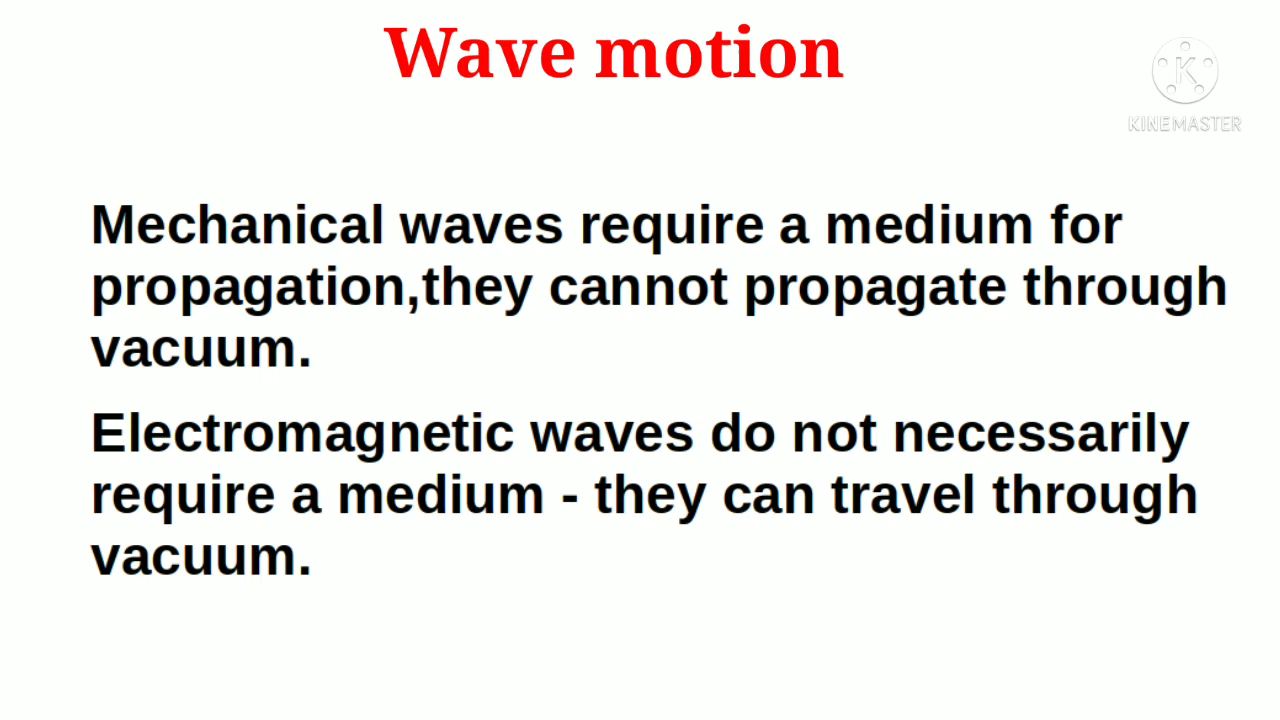 Wave motion
K
KINEMASTER
Mechanical waves require a medium for
propagation,they cannot propagate through
vacuum.
Electromagnetic waves do not necessarily
require a medium - they can travel through
vacuum.